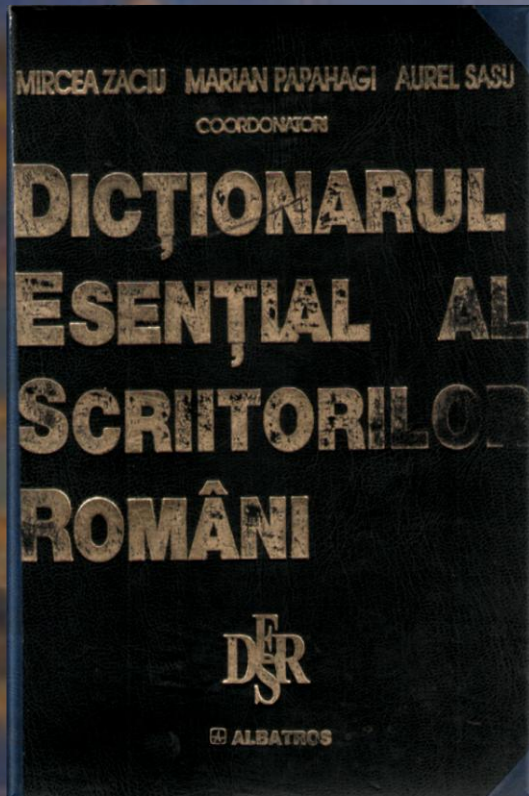 MIRCEA ZACIU MARIAN PAPAHAGI AUREL SASU
COORDONATORI
DICȚIONARUL
ESENȚIAL AL
SCRIITORILOR
ROMÂNI
DESR
ALBATROS